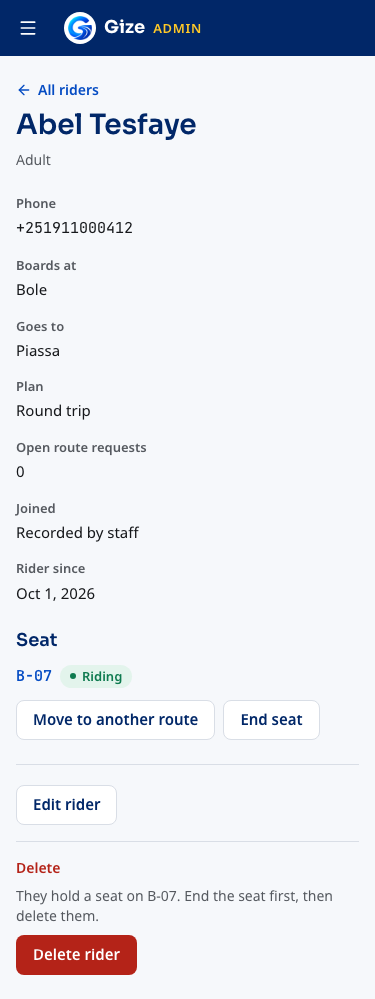 Gize ADMIN
All riders
Abel Tesfaye
Adult
Phone
+251911000412
Boards at
Bole
Goes to
Piassa
Plan
Round trip
Open route requests
0
Joined
Recorded by staff
Rider since
Oct 1, 2026
Seat
B-07 Riding
Move to another route End seat
Edit rider
Delete
They hold a seat on B-07. End the seat first, then
delete them.
Delete rider